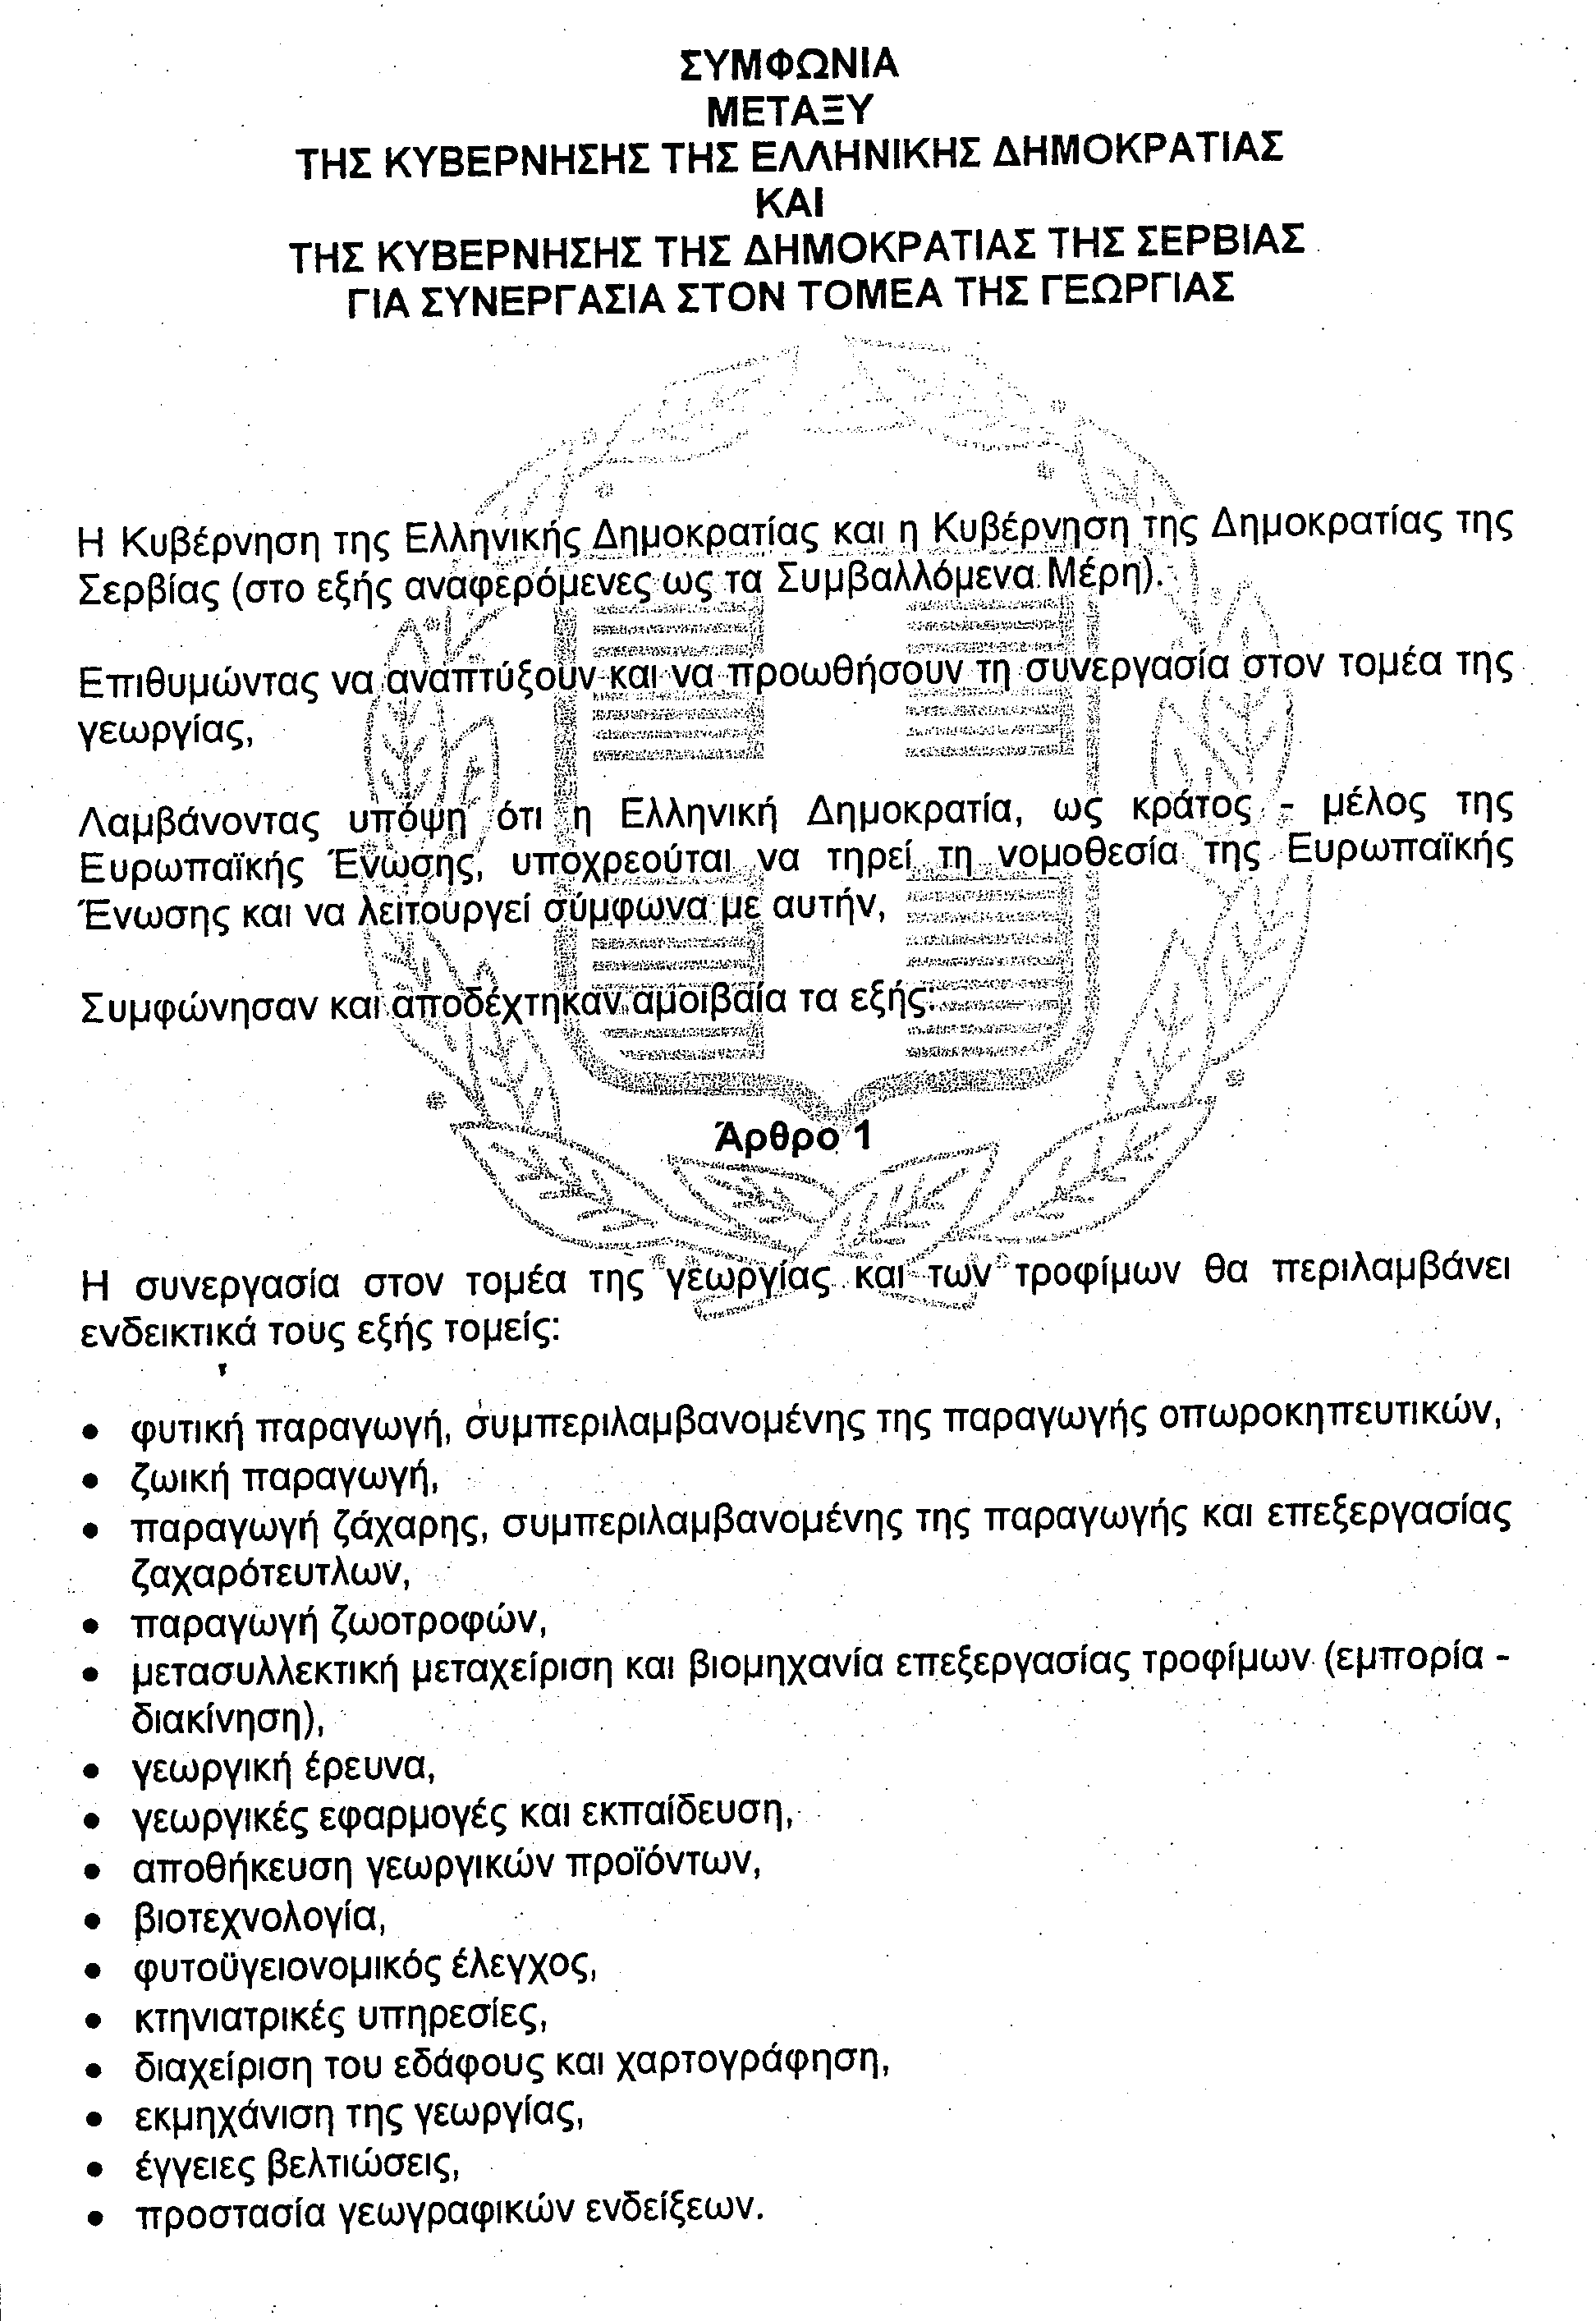 ΣΥΜΦΩΝΙΑ
ΜΕΤΑΞΥ
ΤΗΣ ΚΥΒΕΡΝΗΣΗΣ ΤΗΣ ΕΛΛΗΝΙΚΗΣ ΔΗΜΟΚΡΑΤΙΑΣ
ΚΑΙ
ΤΗΣ ΚΥΒΕΡΝΗΣΗΣ ΤΗΣ ΔΗΜΟΚΡΑΤΙΑΣ ΤΗΣ ΣΕΡΒΙΑΣ
ΓΙΑ ΣΥΝΕΡΓΑΣΙΑ ΣΤΟΝ ΤΟΜΕΑ ΤΗΣ ΓΕΩΡΓΙΑΣ
Η Κυβέρνηση της Ελληνικής Δημοκρατίας και η Κυβέρνηση της Δημοκρατίας της
Σερβίας (στο εξής αναφερόμενες ως τα Συμβαλλόμενα Μέρη).
Επιθυμώντας να αναπτύξουν και να προωθήσουν τη συνεργασία στον τομέα της
γεωργίας,
Λαμβάνοντας υπόψη ότι η Ελληνική Δημοκρατία, ως κράτος - μέλος της
Ευρωπαϊκής Ένωσης, υποχρεούται να τηρεί τη νομοθεσία της Ευρωπαϊκής
Ένωσης και να λειτουργεί σύμφωνα με αυτήν,
Συμφώνησαν και αποδέχτηκαν αμοιβαία τα εξής:
Άρθρο 1
Η συνεργασία στον τομέα της γεωργίας και των τροφίμων θα περιλαμβάνει
ενδεικτικά τους εξής τομείς:
• φυτική παραγωγή, συμπεριλαμβανομένης της παραγωγής οπωροκηπευτικών,
• ζωική παραγωγή,
• παραγωγή ζάχαρης, συμπεριλαμβανομένης της παραγωγής και επεξεργασίας
ζαχαρότευτλων,
• παραγωγή ζωοτροφών,
• μετασυλλεκτική μεταχείριση και βιομηχανία επεξεργασίας τροφίμων (εμπορία -
διακίνηση),
• γεωργική έρευνα,
• γεωργικές εφαρμογές και εκπαίδευση,
• αποθήκευση γεωργικών προϊόντων,
• βιοτεχνολογία,
• φυτοϋγειονομικός έλεγχος,
• κτηνιατρικές υπηρεσίες,
• διαχείριση του εδάφους και χαρτογράφηση,
• εκμηχάνιση της γεωργίας,
• έγγειες βελτιώσεις,
• προστασία γεωγραφικών ενδείξεων.